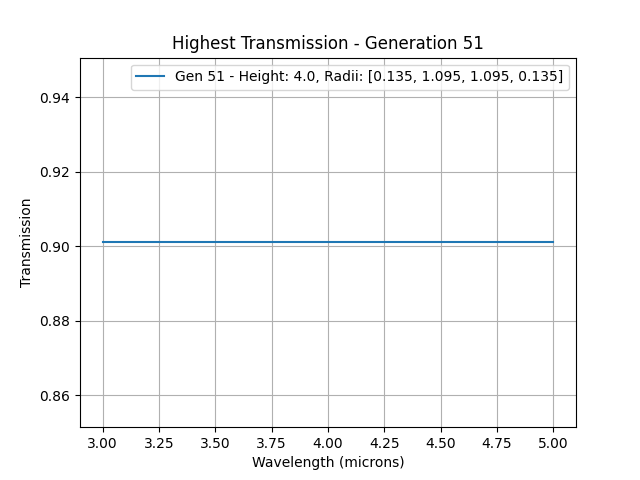 Highest Transmission - Generation 51
Gen 51 - Height: 4.0, Radii: [0.135, 1.095, 1.095, 0.135]
0.94
0.92
0.90
0.88
0.86
Transmission
3.00 3.25 3.50 3.75 4.00 4.25 4.50 4.75 5.00
Wavelength (microns)